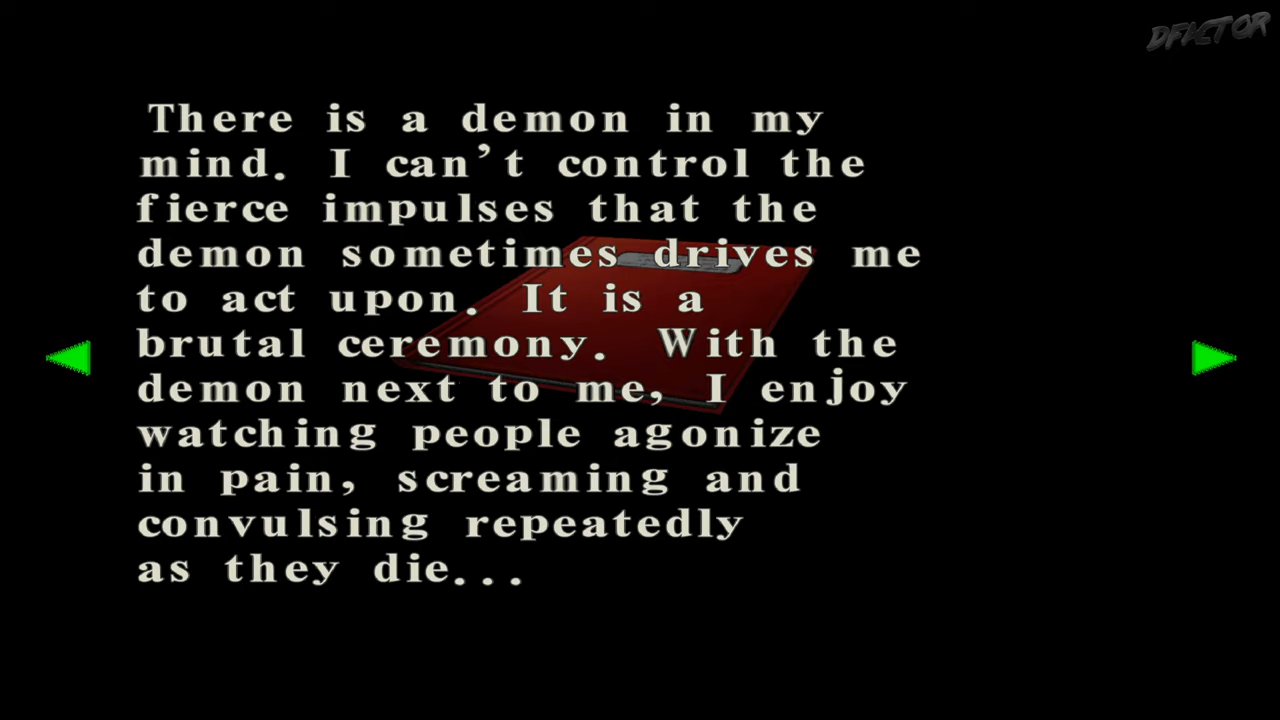 DFACTOR
There is a demon in my
mind. I can't control the
fierce impulses that the
demon sometimes drives me
to act upon. It is a
brutal ceremony. With the
demon next to me, I enjoy
watching people agonize
in pain, screaming and
convulsing repeatedly
as they die...